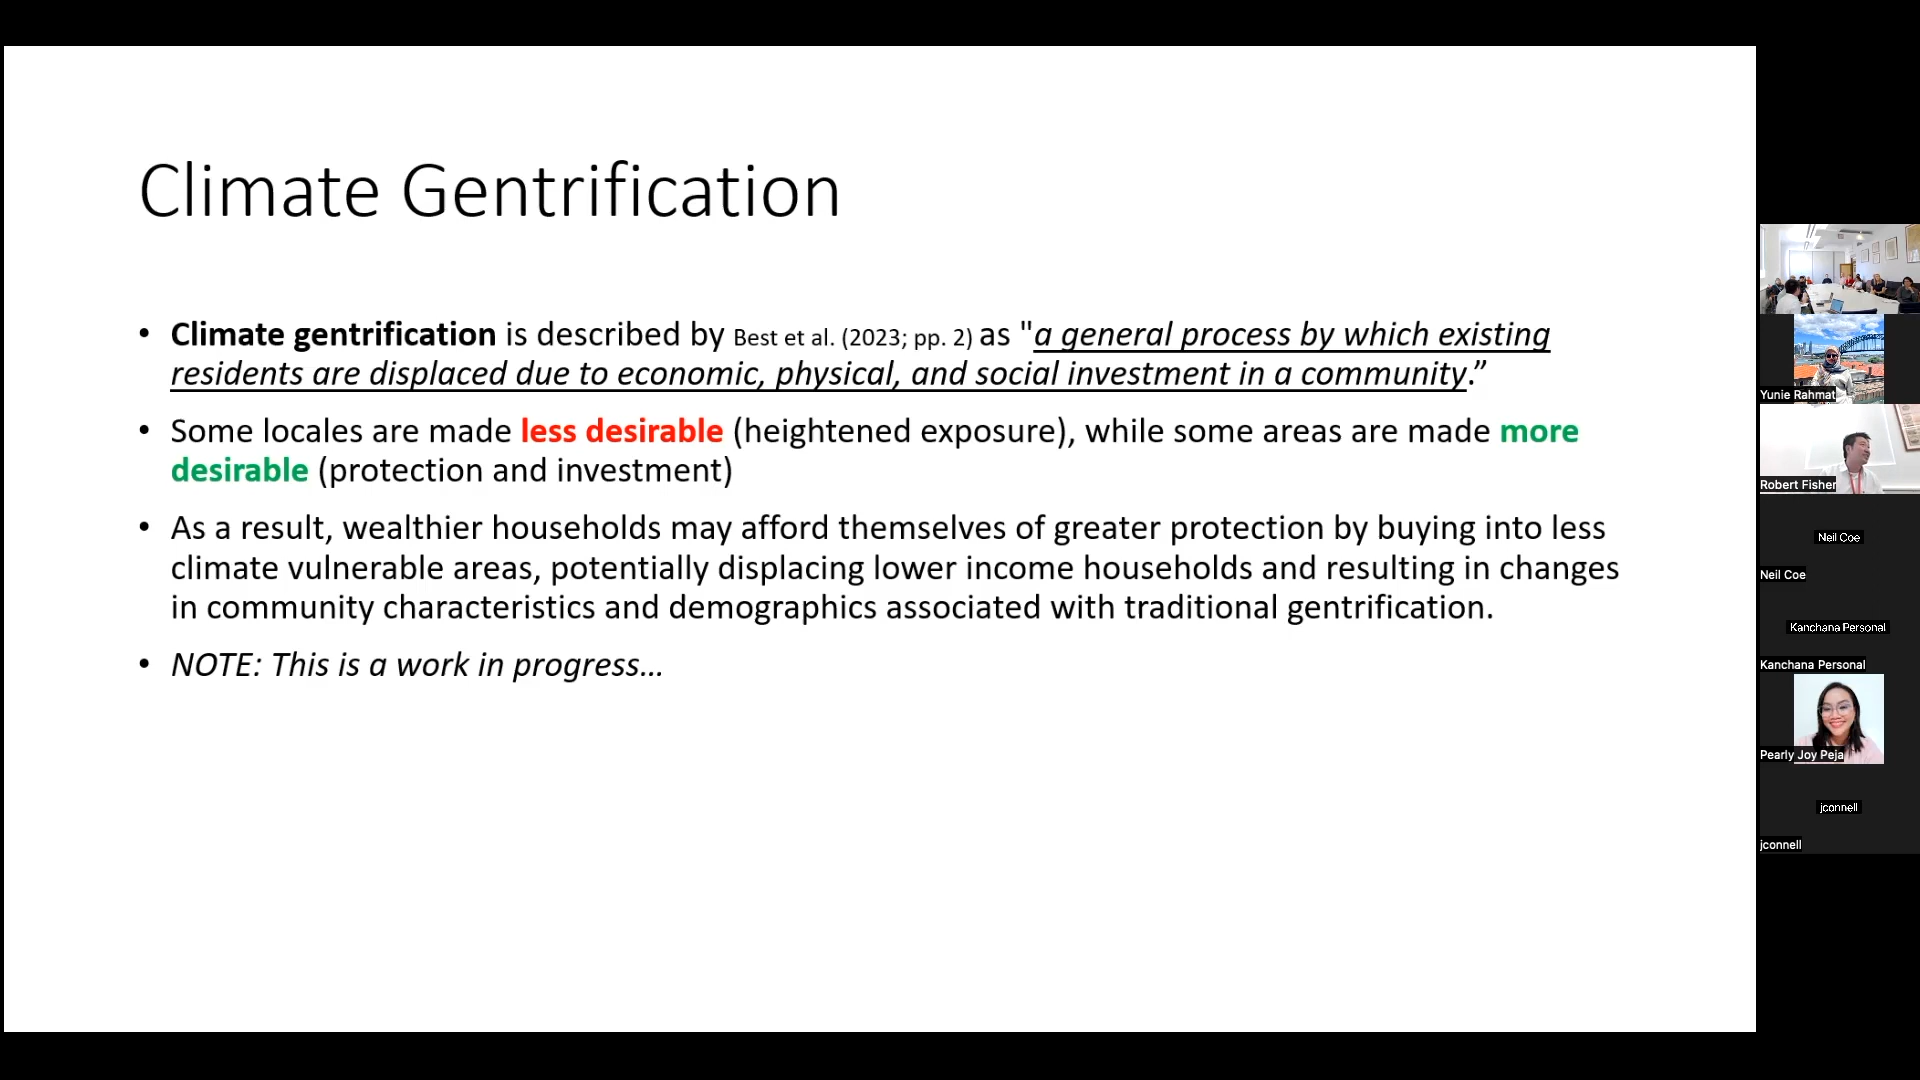 Climate Gentrification
• Climate gentrification is described by Best et al. (2023; pp. 2) as "a general process by which existing
residents are displaced due to economic, physical, and social investment in a community.”
• Some locales are made less desirable (heightened exposure), while some areas are made more
desirable (protection and investment)
• As a result, wealthier households may afford themselves of greater protection by buying into less
climate vulnerable areas, potentially displacing lower income households and resulting in changes
in community characteristics and demographics associated with traditional gentrification.
• NOTE: This is a work in progress…
Yunie Rahmat
Robert Fisher
Neil Coe
Neil Coe
Kanchana Personal
Kanchana Personal
Pearly Joy Peja
jconnell
jconnell